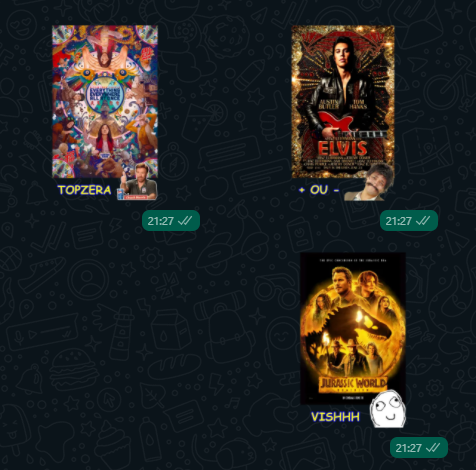 EVERYTHING
EVERYWHERE
ALL AT ONCE
TOPZERA
21:27
AUSTIN BUTLER TOM HANKS
ELVIS
+ OU -
21:27
JURASSIC WORLD
DOMINION
VISHHH
21:27